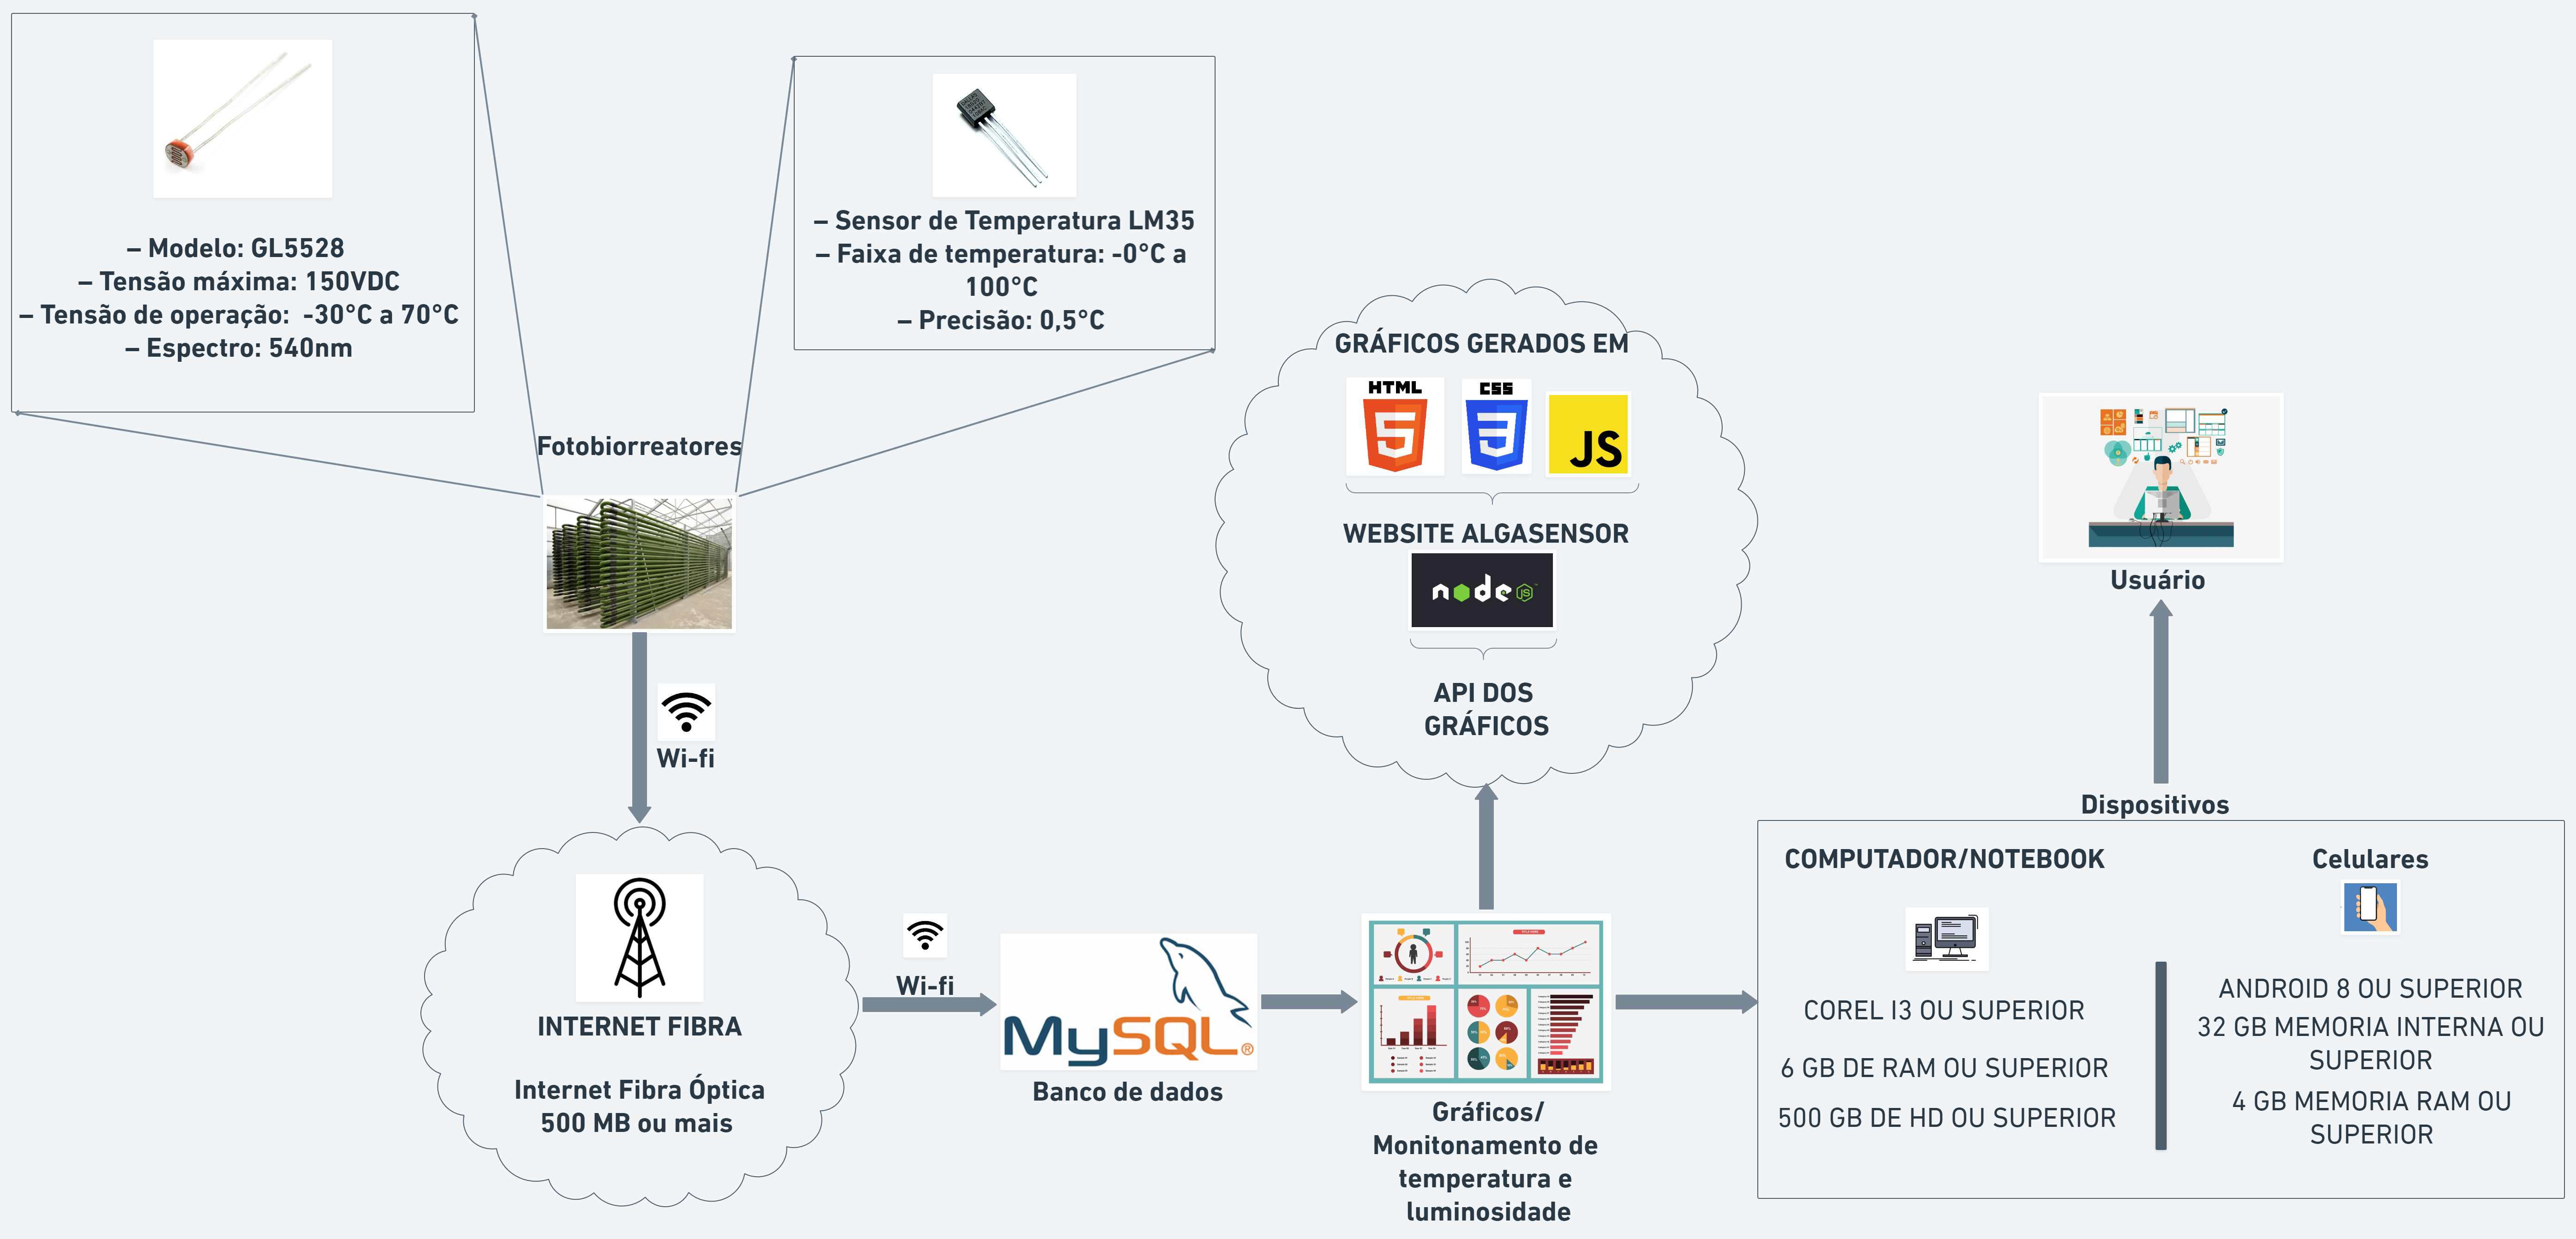 – Modelo: GL5528
– Tensão máxima: 150VDC
– Tensão de operação:  -30°C a 70°C
– Espectro: 540nm
– Sensor de Temperatura LM35
– Faixa de temperatura: -0°C a
100°C
– Precisão: 0,5°C
Fotobiorreatores
Wi-fi
INTERNET FIBRA
Internet Fibra Óptica
500 MB ou mais
Wi-fi
MySQL®
Banco de dados
GRÁFICOS GERADOS EM
HTML
5
CSS
3
JS
WEBSITE ALGASENSOR
node JS
API DOS
GRÁFICOS
Gráficos/
Monitonamento de
temperatura e
luminosidade
Usuário
Dispositivos
COMPUTADOR/NOTEBOOK
COREL I3 OU SUPERIOR
6 GB DE RAM OU SUPERIOR
500 GB DE HD OU SUPERIOR
Celulares
ANDROID 8 OU SUPERIOR
32 GB MEMORIA INTERNA OU
SUPERIOR
4 GB MEMORIA RAM OU
SUPERIOR